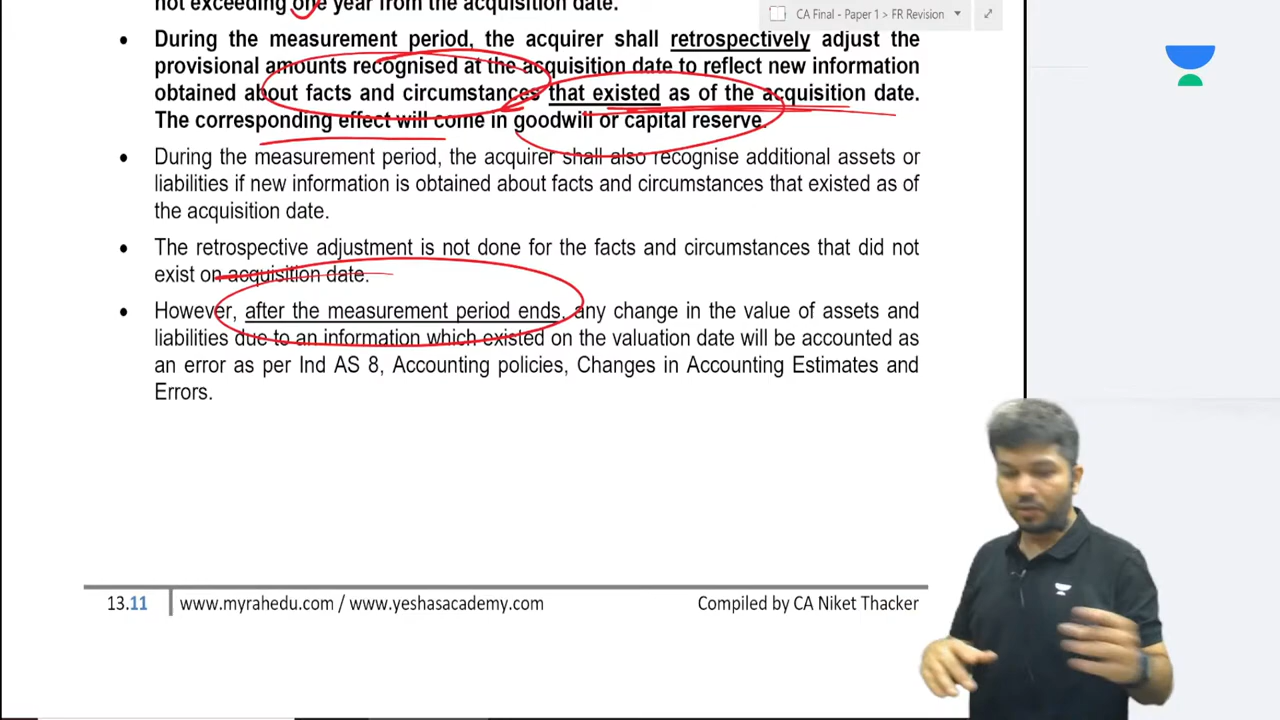 not exceeding one year from the acquisition date.
CA Final - Paper 1 > FR Revision
• During the measurement period, the acquirer shall retrospectively adjust the
provisional amounts recognised at the acquisition date to reflect new information
obtained about facts and circumstances that existed as of the acquisition date.
The corresponding effect will come in goodwill or capital reserve.
• During the measurement period, the acquirer shall also recognise additional assets or
liabilities if new information is obtained about facts and circumstances that existed as of
the acquisition date.
• The retrospective adjustment is not done for the facts and circumstances that did not
exist on acquisition date.
• However, after the measurement period ends, any change in the value of assets and
liabilities due to an information which existed on the valuation date will be accounted as
an error as per Ind AS 8, Accounting policies, Changes in Accounting Estimates and
Errors.
13.11 www.myrahedu.com / www.yeshasacademy.com Compiled by CA Niket Thacker